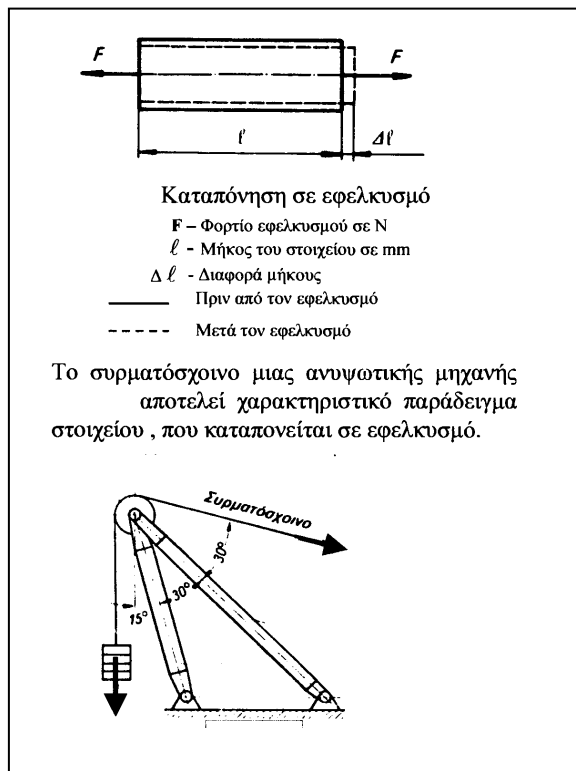 F F
ℓ Δℓ
Καταπόνηση σε εφελκυσμό
F – Φορτίο εφελκυσμού σε N
ℓ - Μήκος του στοιχείου σε mm
Δ ℓ - Διαφορά μήκους
Πριν από τον εφελκυσμό
Μετά τον εφελκυσμό
Το συρματόσχοινο μιας ανυψωτικής μηχανής
αποτελεί χαρακτηριστικό παράδειγμα
στοιχείου , που καταπονείται σε εφελκυσμό.
Συρματόσχοινο
30°
30°
15°